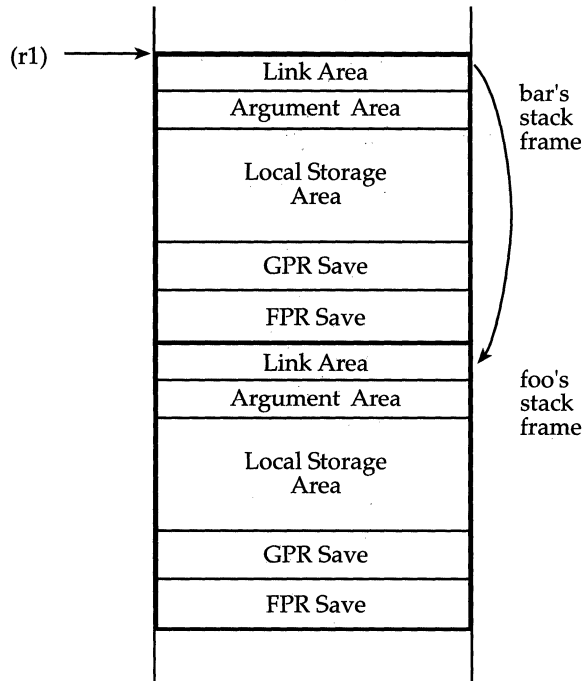 (r1)
Link Area
Argument Area
Local Storage
Area
GPR Save
FPR Save
bar's
stack
frame
Link Area
Argument Area
Local Storage
Area
GPR Save
FPR Save
foo's
stack
frame